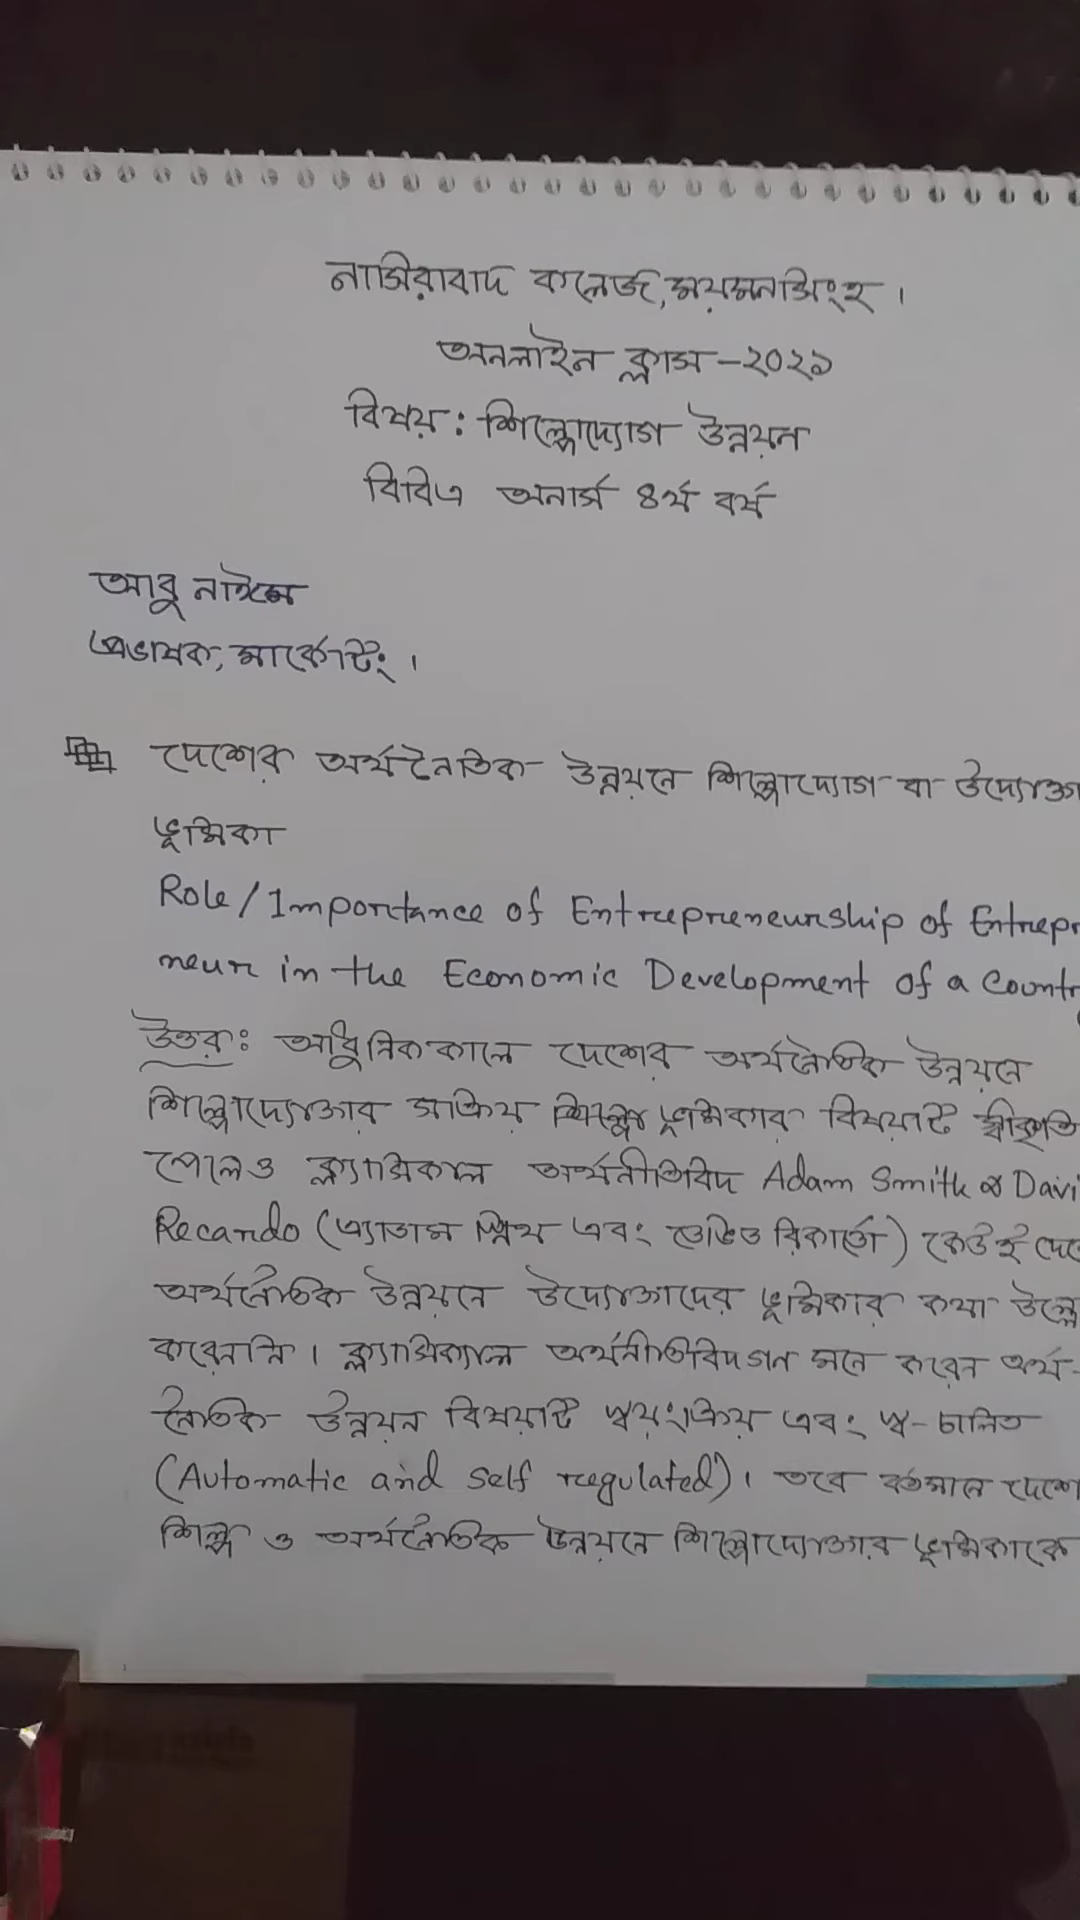 নাসিরাবাদ কলেজ,ময়মনসিংহ।
অনলাইন ক্লাস-২০২১
বিষয়: শিল্পোদ্যোগ উন্নয়ন
বিবিএ অনার্স ৪র্থ বর্ষ
আবু নাইম
প্রভাষক, মার্কেটিং।
দেশের অর্থনৈতিক উন্নয়নে শিল্পোদ্যোগ বা উদ্যোক্তা
ভূমিকা
Role/Importance of Entrepreneurship of Entrepr
neur in the Economic Development of a Countr
উত্তর: আধুনিককালে দেশের অর্থনৈতিক উন্নয়নে
শিল্পোদ্যোক্তার সক্রিয় ভূমিকার বিষয়টি স্বীকৃতি
পেলেও ক্ল্যাসিকাল অর্থনীতিবিদ Adam Smith & Davi
Recardo (এ্যাডাম স্মিথ এবং ডেভিড রিকার্ডো) কেউই দে
অর্থনৈতিক উন্নয়নে উদ্যোক্তাদের ভূমিকার কথা উল্লে
করেননি। ক্ল্যাসিক্যাল অর্থনীতিবিদগন মনে করেন অর্থ-
নৈতিক উন্নয়ন বিষয়টি স্বয়ংক্রিয় এবং স্ব-চালিত
(Automatic and Self regulated)। তবে বর্তমানে দেশে
শিল্প ও অর্থনৈতিক উন্নয়নে শিল্পোদ্যোক্তার ভূমিকাকে